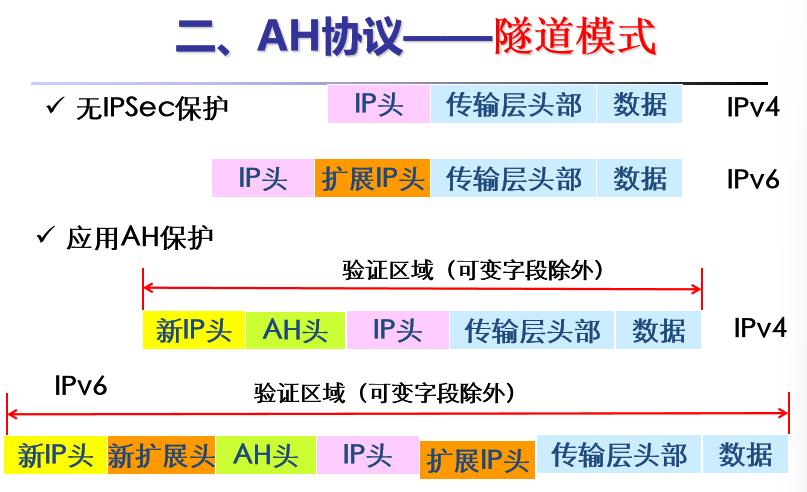 二、AH协议——隧道模式
✓ 无IPSec保护 IP头 传输层头部 数据 IPv4
IP头 扩展IP头 传输层头部 数据 IPv6
✓ 应用AH保护
验证区域（可变字段除外）
新IP头 AH头 IP头 传输层头部 数据 IPv4
IPv6 验证区域（可变字段除外）
新IP头 新扩展头 AH头 IP头 扩展IP头 传输层头部 数据